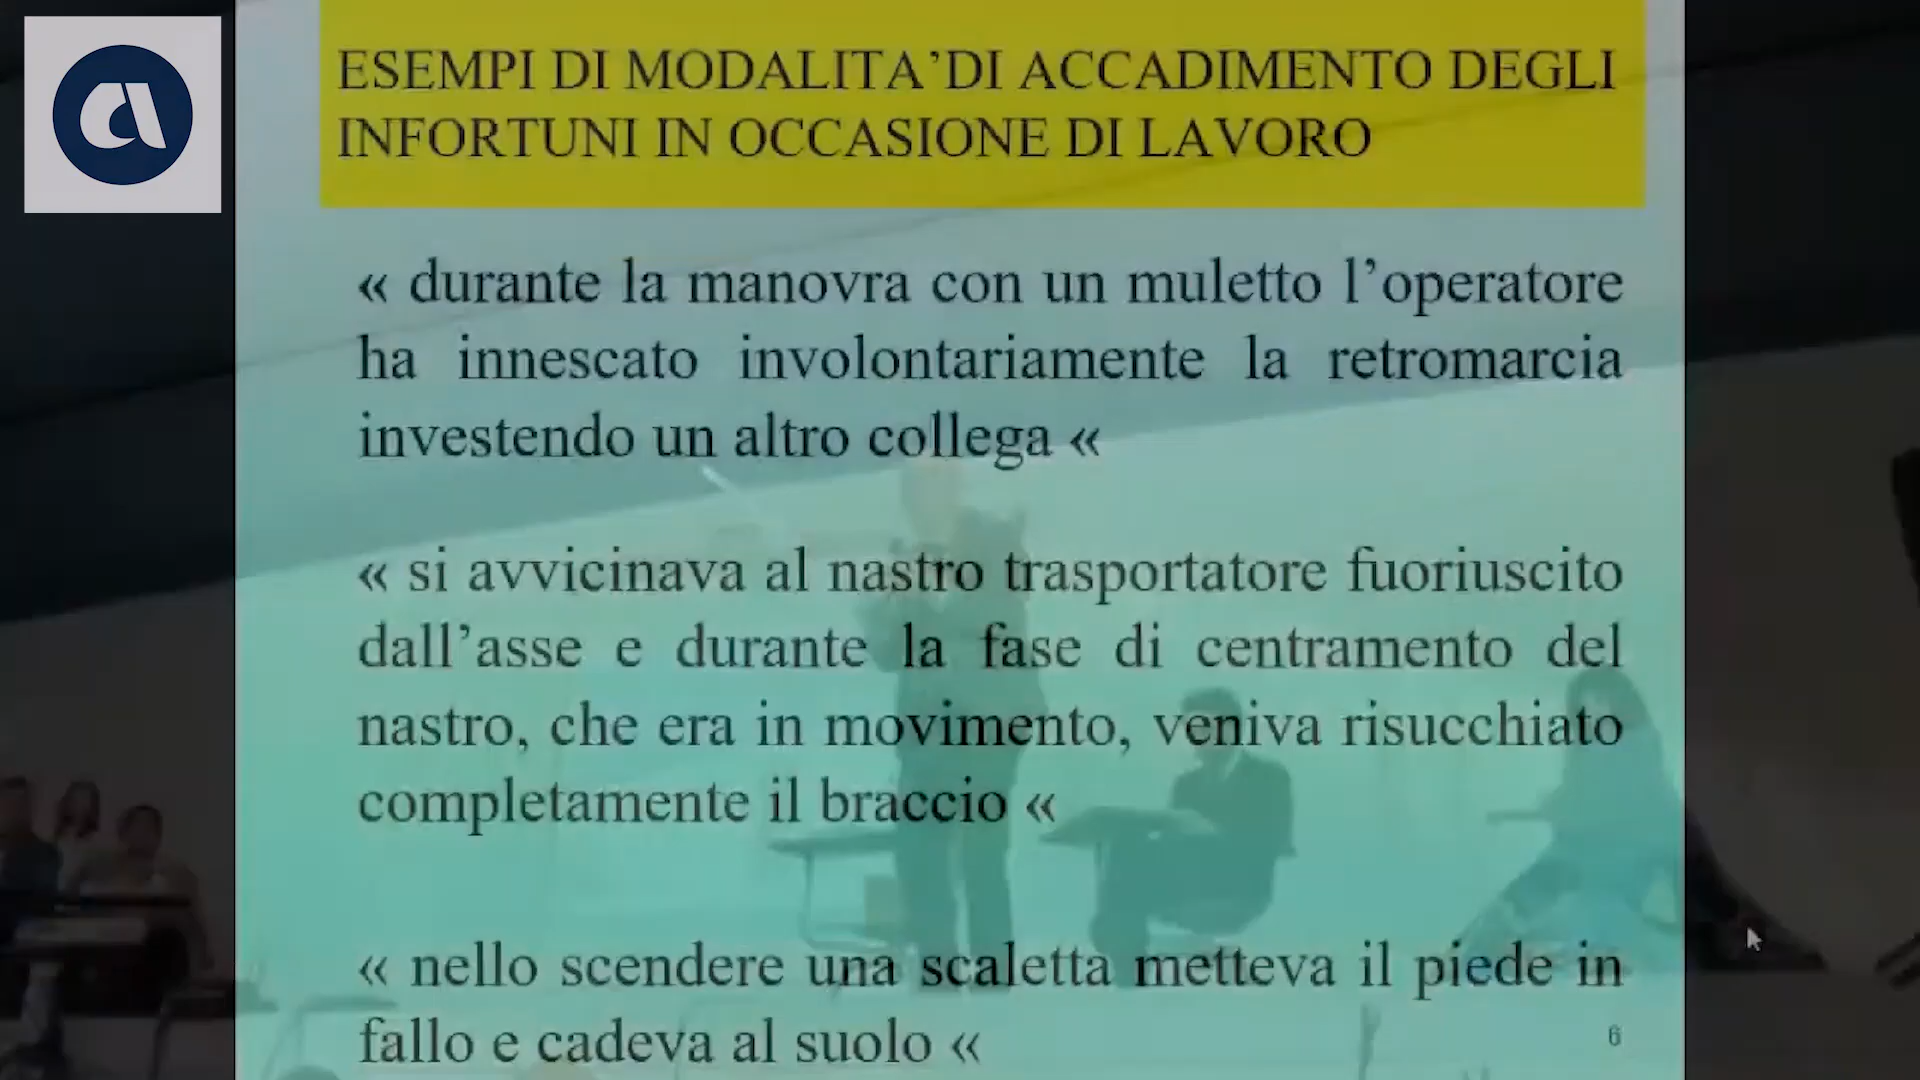 ESEMPI DI MODALITA’DI ACCADIMENTO DEGLI
INFORTUNI IN OCCASIONE DI LAVORO
« durante la manovra con un muletto l’operatore
ha innescato involontariamente la retromarcia
investendo un altro collega «
« si avvicinava al nastro trasportatore fuoriuscito
dall’asse e durante la fase di centramento del
nastro, che era in movimento, veniva risucchiato
completamente il braccio «
« nello scendere una scaletta metteva il piede in
fallo e cadeva al suolo «
6